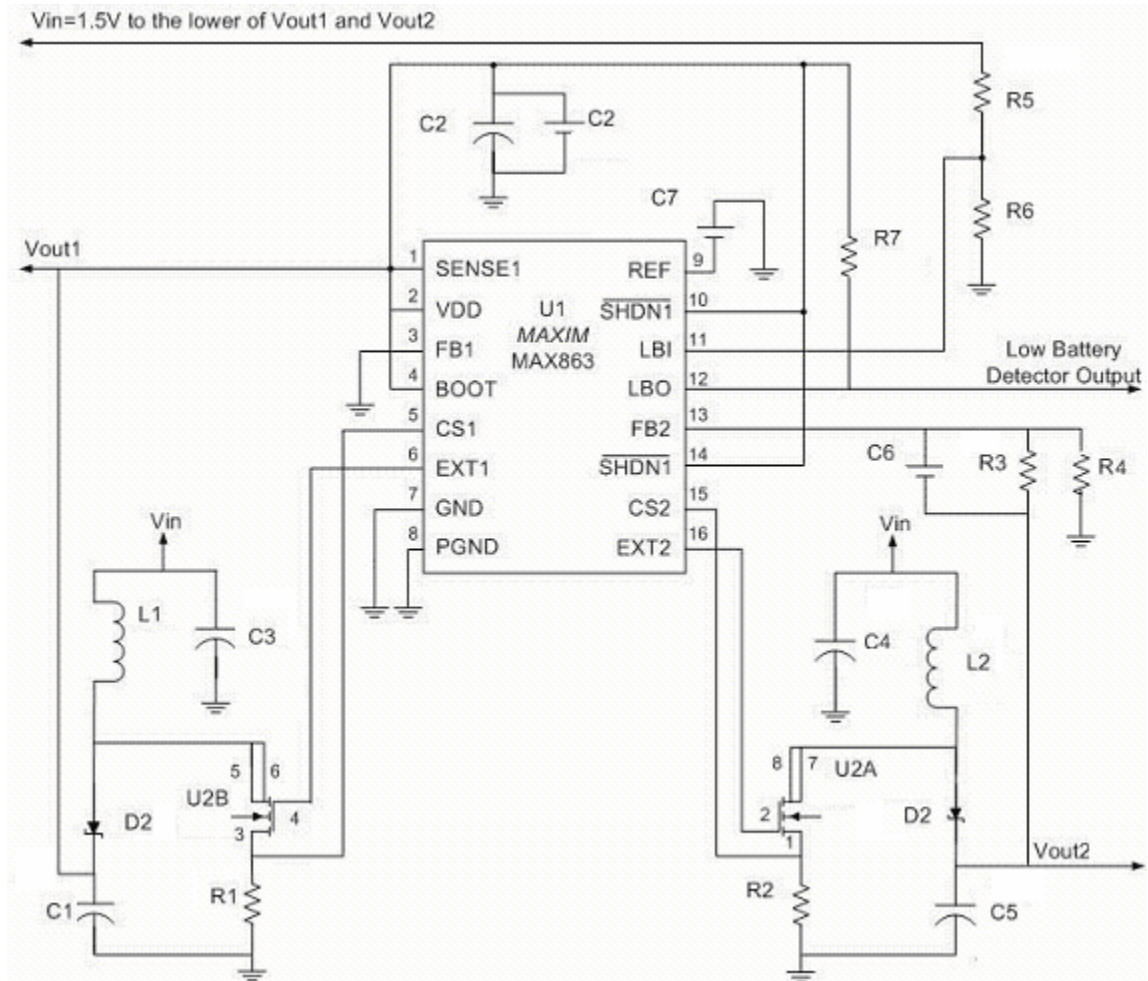 Vin=1.5V to the lower of Vout1 and Vout2
R5
C2
C2
R6
C7
R7
Vout1
1
SENSE1
REF
9
2
VDD
U1
SHDN1
10
3
FB1
MAXIM
MAX863
LBI
11
4
BOOT
LBO
12
Low Battery
Detector Output
5
CS1
FB2
13
6
EXT1
SHDN1
14
C6
R3
R4
7
GND
CS2
15
8
PGND
EXT2
16
Vin
Vin
L1
C3
C4
L2
5
6
U2B
4
3
D2
8
7
U2A
2
1
D2
Vout2
R1
R2
C1
C5